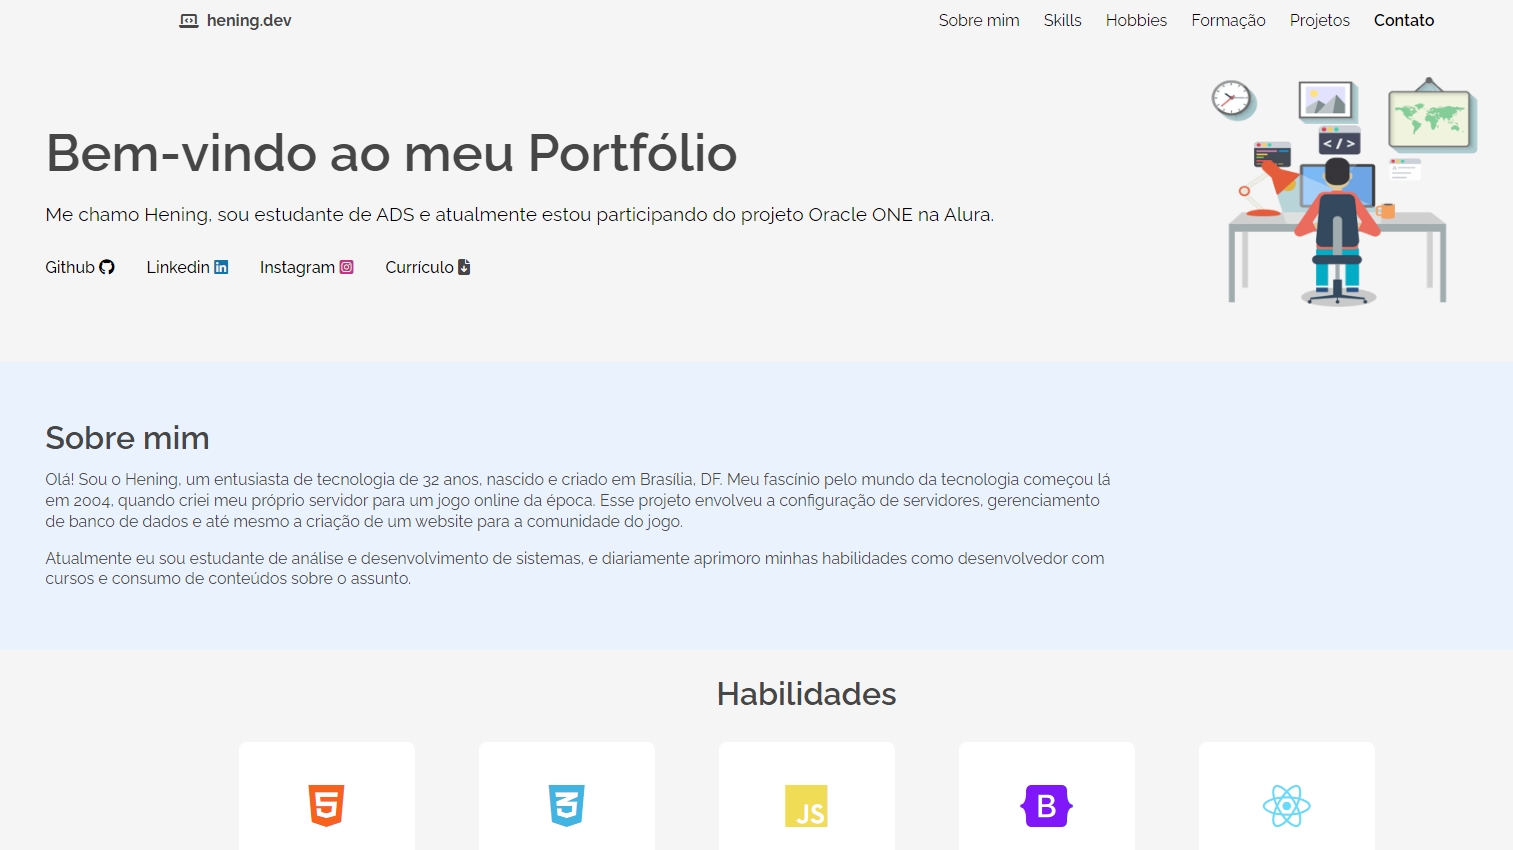 hening.dev
Sobre mim Skills Hobbies Formação Projetos Contato
Bem-vindo ao meu Portfólio
Me chamo Hening, sou estudante de ADS e atualmente estou participando do projeto Oracle ONE na Alura.
Github Linkedin Instagram Currículo
</>
Sobre mim
Olá! Sou o Hening, um entusiasta de tecnologia de 32 anos, nascido e criado em Brasília, DF. Meu fascínio pelo mundo da tecnologia começou lá
em 2004, quando criei meu próprio servidor para um jogo online da época. Esse projeto envolveu a configuração de servidores, gerenciamento
de banco de dados e até mesmo a criação de um website para a comunidade do jogo.
Atualmente eu sou estudante de análise e desenvolvimento de sistemas, e diariamente aprimoro minhas habilidades como desenvolvedor com
cursos e consumo de conteúdos sobre o assunto.
Habilidades
5 3 JS B